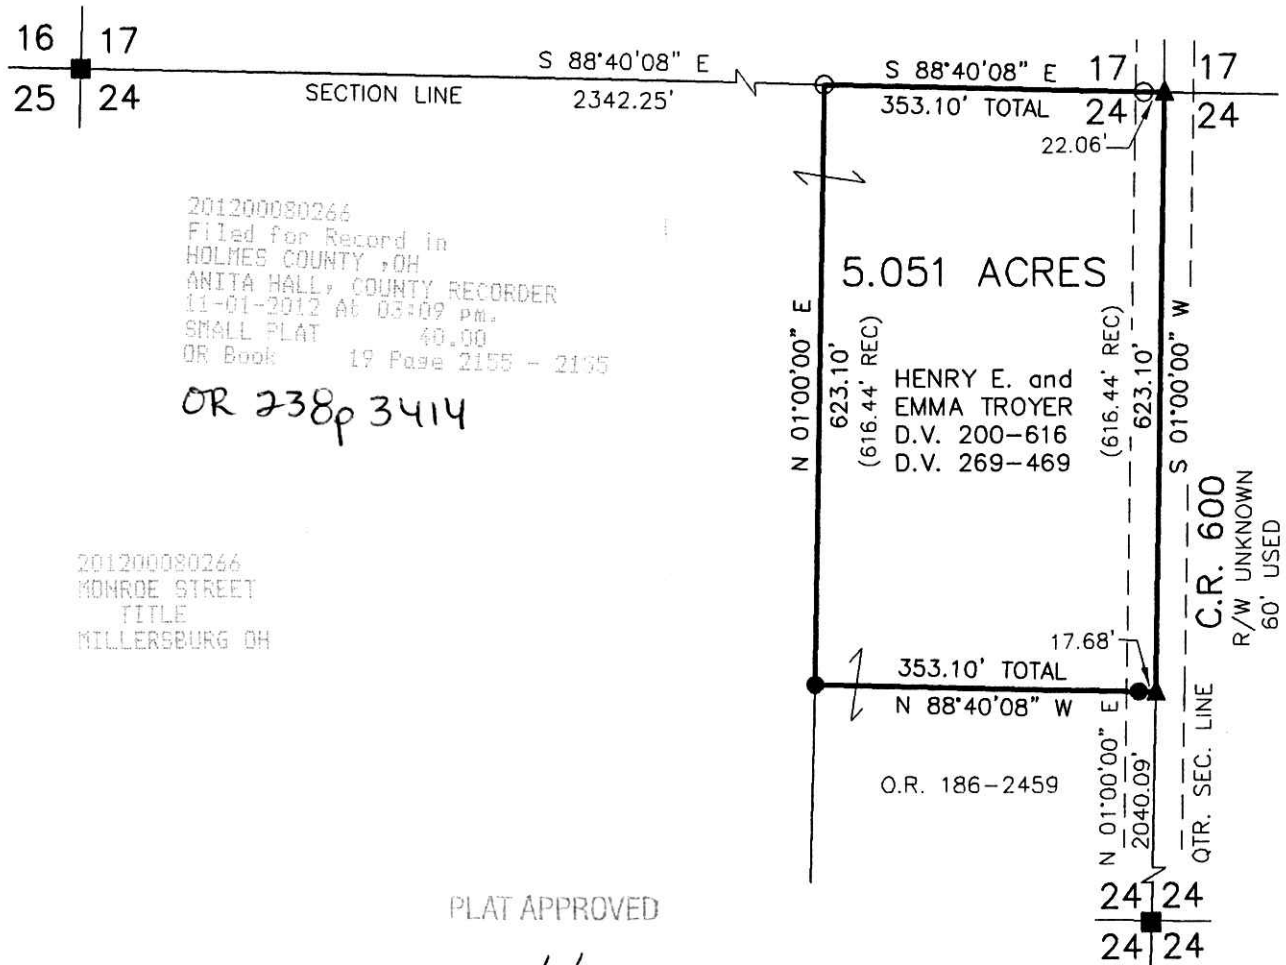 16 17
25 24
S 88°40'08" E
SECTION LINE
2342.25'
S 88°40'08" E
353.10' TOTAL
17
24
17
24
22.06'
201200080266
Filed for Record in
HOLMES COUNTY , OH
ANITA HALL, COUNTY RECORDER
11-01-2012 At 03:09 pm.
SMALL PLAT 40.00
OR Book 19 Page 2155 - 2155
OR 238p 3414
5.051 ACRES
N 01°00'00" E
623.10'
(616.44' REC)
HENRY E. and
EMMA TROYER
D.V. 200-616
D.V. 269-469
(616.44' REC)
623.10'
S 01°00'00" W
C.R. 600
R/W UNKNOWN
60' USED
201200080266
MONROE STREET
TITLE
MILLERSBURG OH
17.68'
353.10' TOTAL
N 88°40'08" W
O.R. 186-2459
N 01°00'00" E
2040.09'
QTR. SEC. LINE
24 24
24 24
PLAT APPROVED